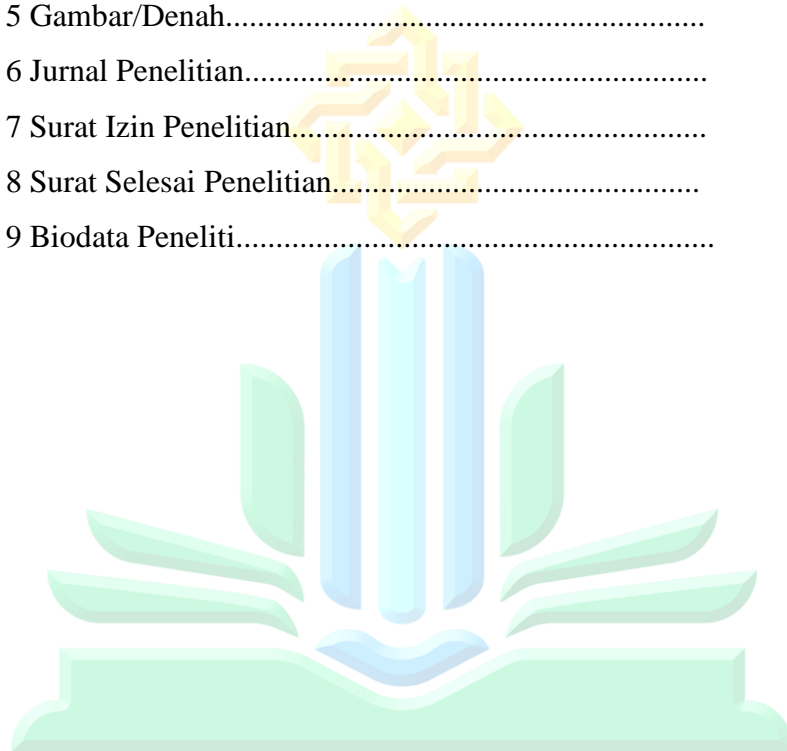 5 Gambar/Denah............................................................
6 Jurnal Penelitian..........................................................
7 Surat Izin Penelitian....................................................
8 Surat Selesai Penelitian..............................................
9 Biodata Peneliti............................................................